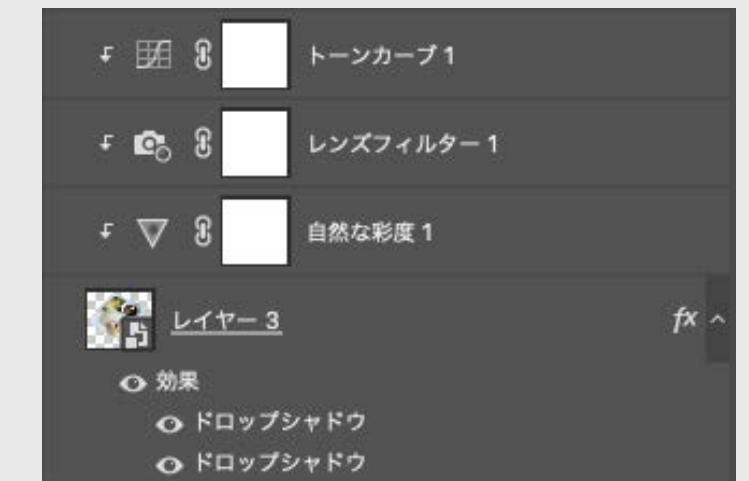 トーンカーブ 1
レンズフィルター 1
自然な彩度 1
レイヤー 3 fx
効果
ドロップシャドウ
ドロップシャドウ